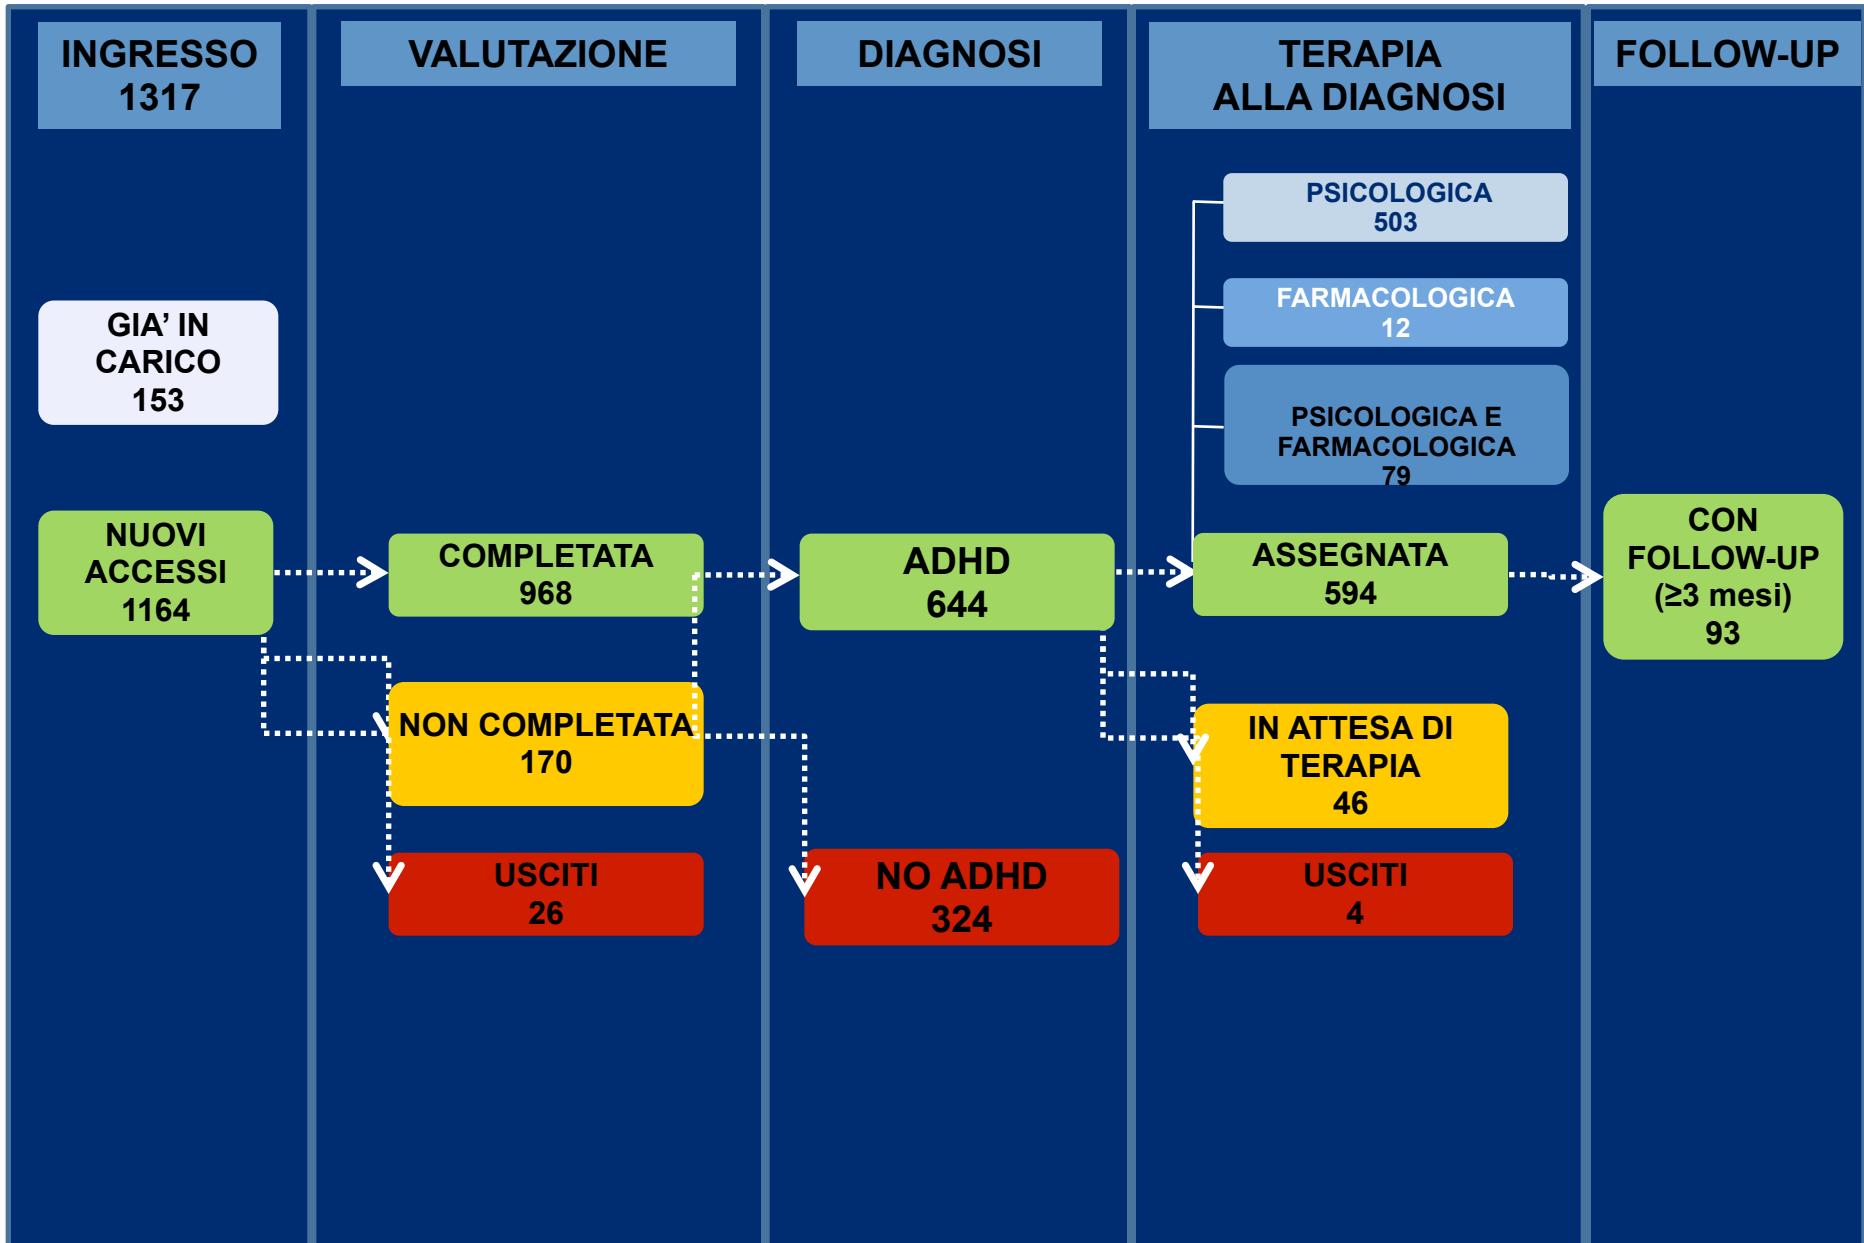 INGRESSO
1317
VALUTAZIONE
DIAGNOSI
TERAPIA
ALLA DIAGNOSI
FOLLOW-UP
GIA’ IN
CARICO
153
NUOVI
ACCESSI
1164
COMPLETATA
968
NON COMPLETATA
170
USCITI
26
ADHD
644
NO ADHD
324
PSICOLOGICA
503
FARMACOLOGICA
12
PSICOLOGICA E
FARMACOLOGICA
79
ASSEGNATA
594
IN ATTESA DI
TERAPIA
46
USCITI
4
CON
FOLLOW-UP
(≥3 mesi)
93